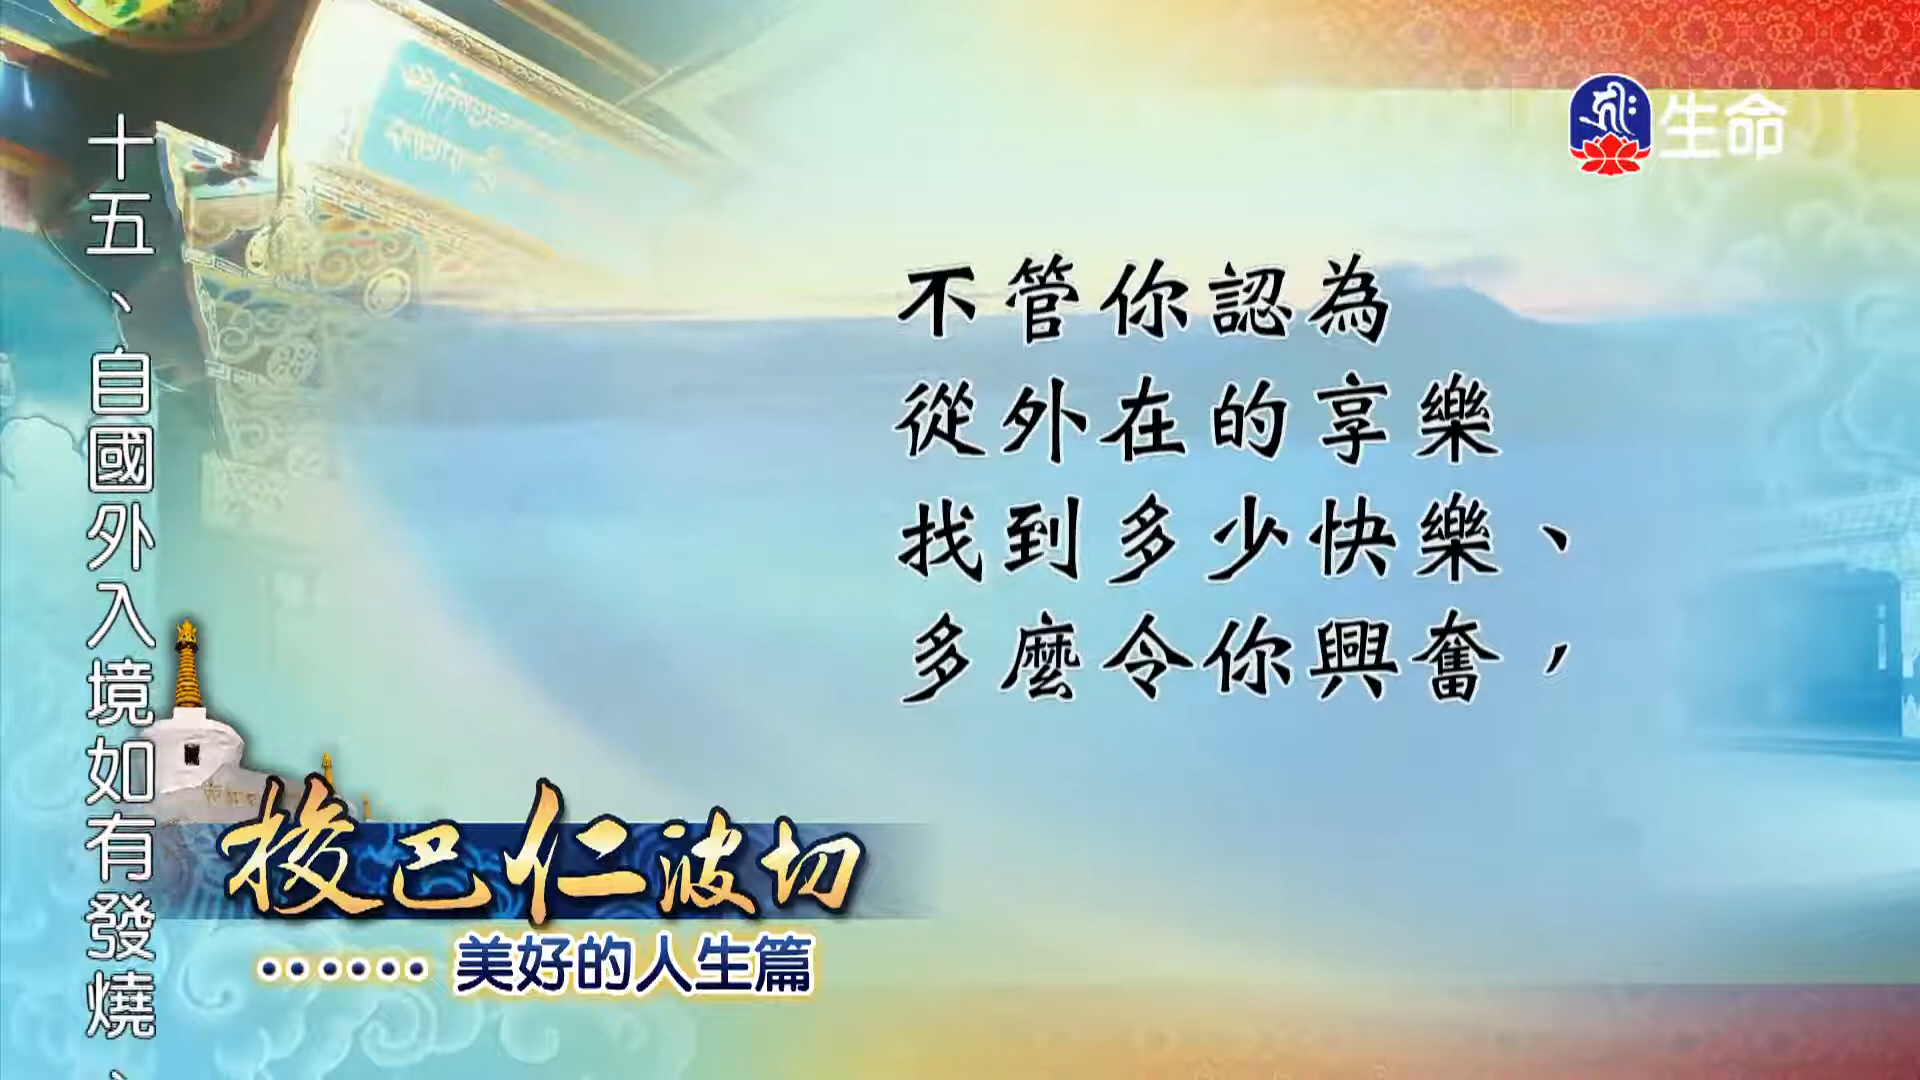 生命
不管你認為
從外在的享樂
找到多少快樂、
多麼令你興奮，
十五、自國外入境如有發燒、
梭巴仁波切
······美好的人生篇